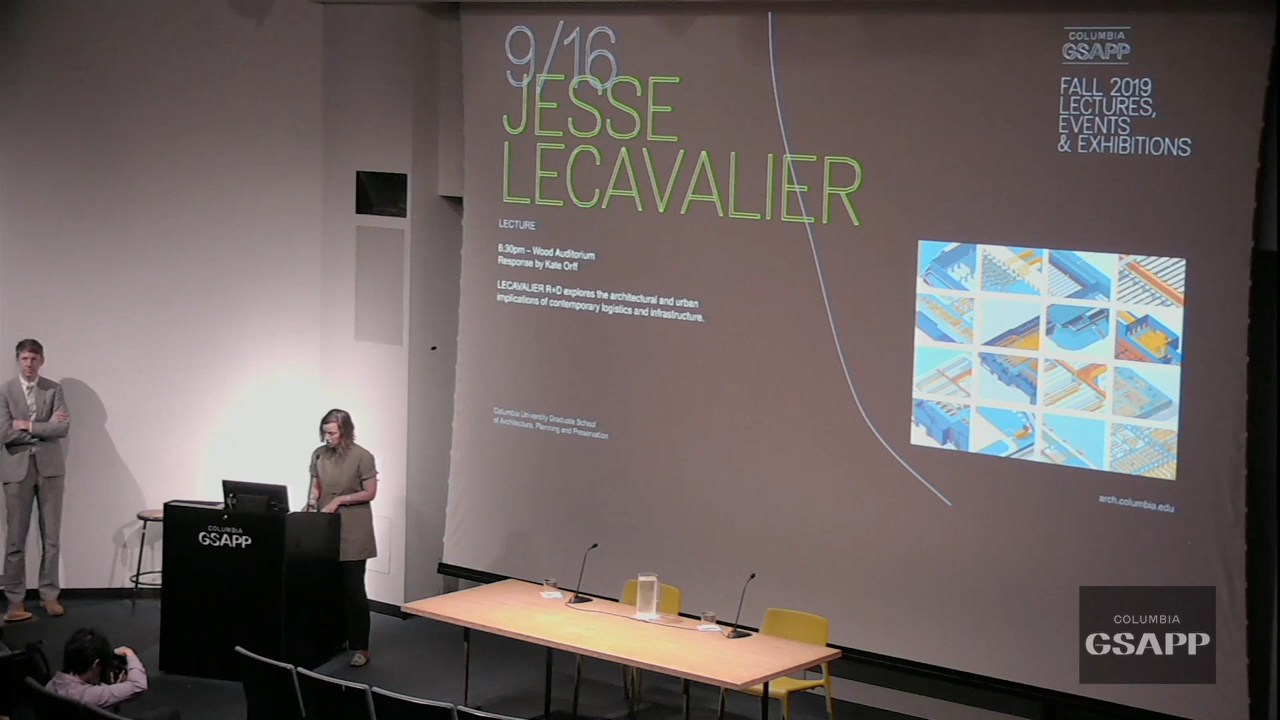 9/16
JESSE
LECAVALIER
LECTURE
6:30pm – Wood Auditorium
Response by Kate Orff
LECAVALIER R+D explores the architectural and urban
implications of contemporary logistics and infrastructure.
Columbia University Graduate School
of Architecture, Planning and Preservation
COLUMBIA
GSAPP
FALL 2019
LECTURES,
EVENTS
& EXHIBITIONS
arch.columbia.edu
COLUMBIA
GSAPP
COLUMBIA
GSAPP